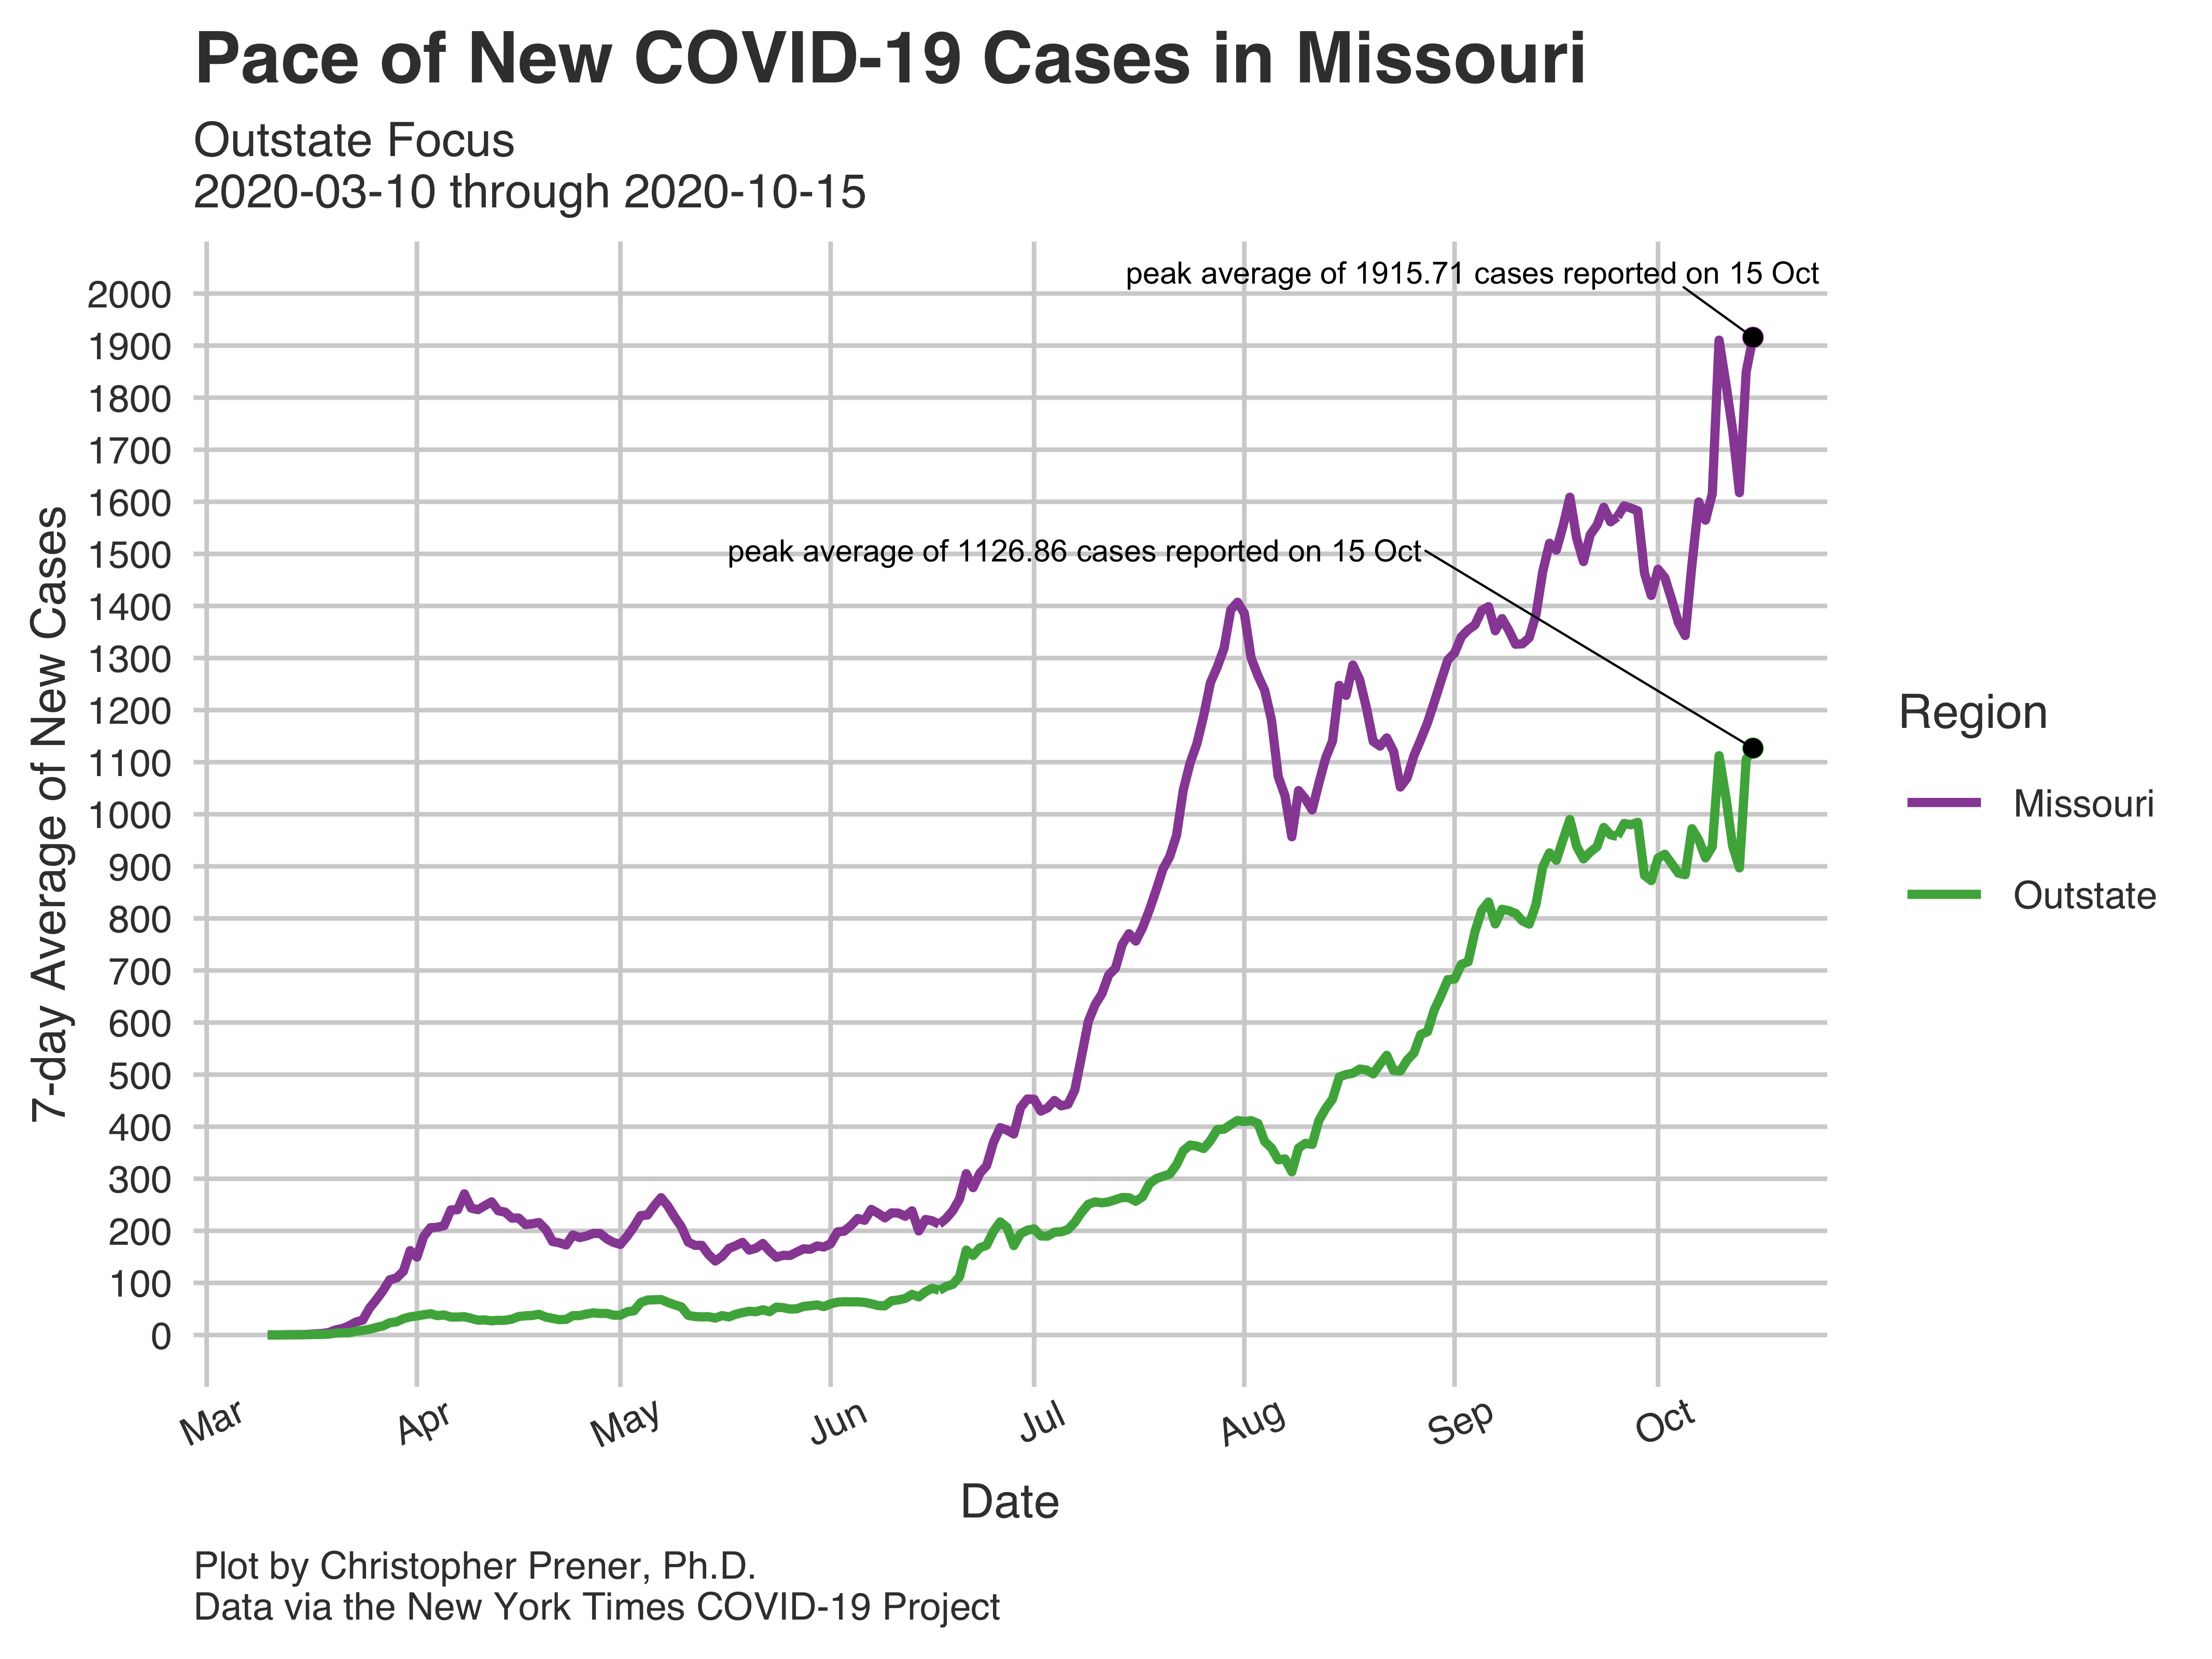 Pace of New COVID-19 Cases in Missouri
Outstate Focus
2020-03-10 through 2020-10-15
peak average of 1915.71 cases reported on 15 Oct
peak average of 1126.86 cases reported on 15 Oct
7-day Average of New Cases
2000
1900
1800
1700
1600
1500
1400
1300
1200
1100
1000
900
800
700
600
500
400
300
200
100
0
Mar
Apr
May
Jun
Jul
Aug
Sep
Oct
Date
Region
Missouri
Outstate
Plot by Christopher Prener, Ph.D.
Data via the New York Times COVID-19 Project